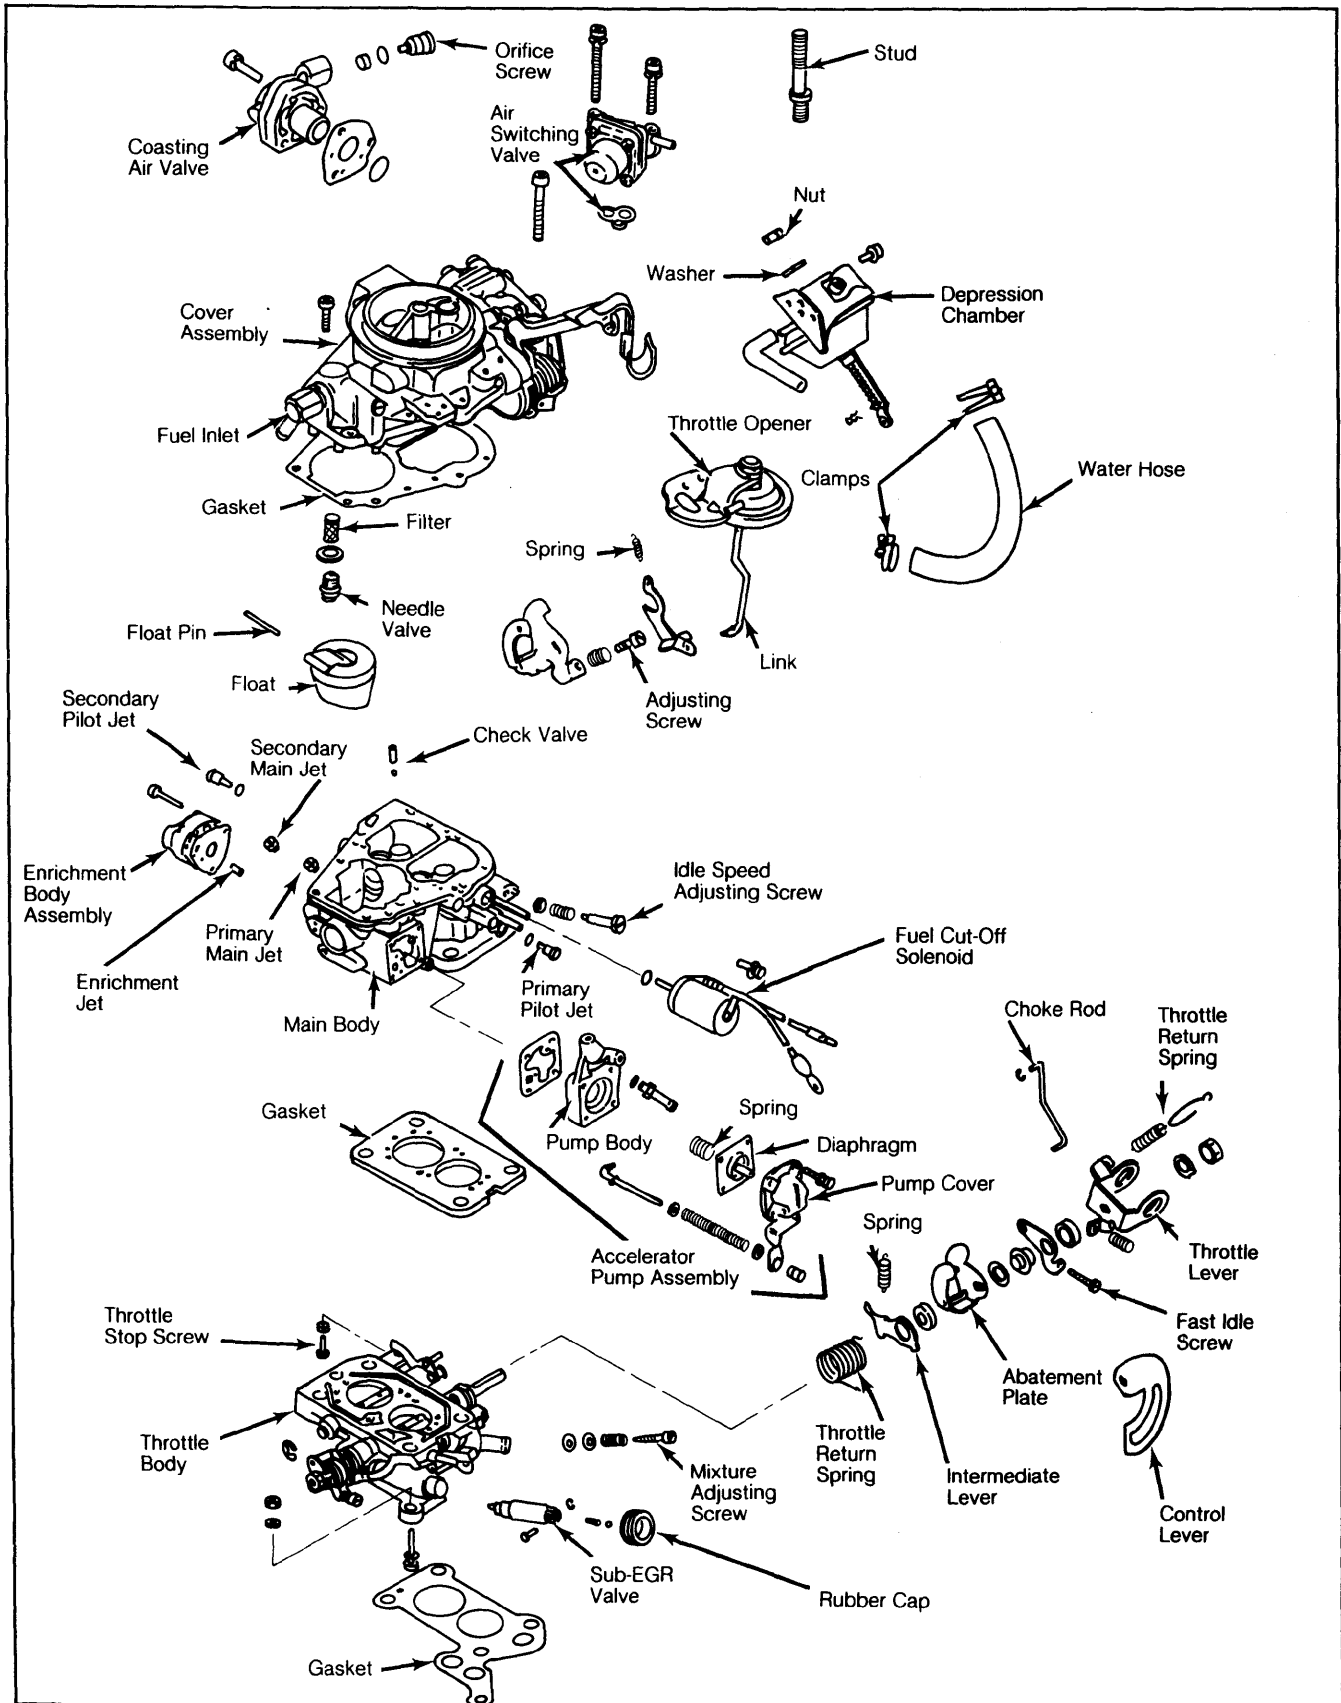 Orifice
Screw
Stud
Air
Switching
Valve
Coasting
Air Valve
Nut
Washer
Depression
Chamber
Cover
Assembly
Fuel Inlet
Throttle Opener
Clamps
Water Hose
Gasket
Filter
Spring
Needle
Valve
Float Pin
Link
Float
Adjusting
Screw
Secondary
Pilot Jet
Check Valve
Secondary
Main Jet
Enrichment
Body
Assembly
Idle Speed
Adjusting Screw
Primary
Main Jet
Fuel Cut-Off
Solenoid
Enrichment
Jet
Primary
Pilot Jet
Main Body
Choke Rod
Throttle
Return
Spring
Gasket
Spring
Pump Body
Diaphragm
Pump Cover
Spring
Accelerator
Pump Assembly
Throttle
Lever
Throttle
Stop Screw
Fast Idle
Screw
Abatement
Plate
Throttle
Body
Throttle
Return
Spring
Mixture
Adjusting
Screw
Intermediate
Lever
Control
Lever
Sub-EGR
Valve
Rubber Cap
Gasket